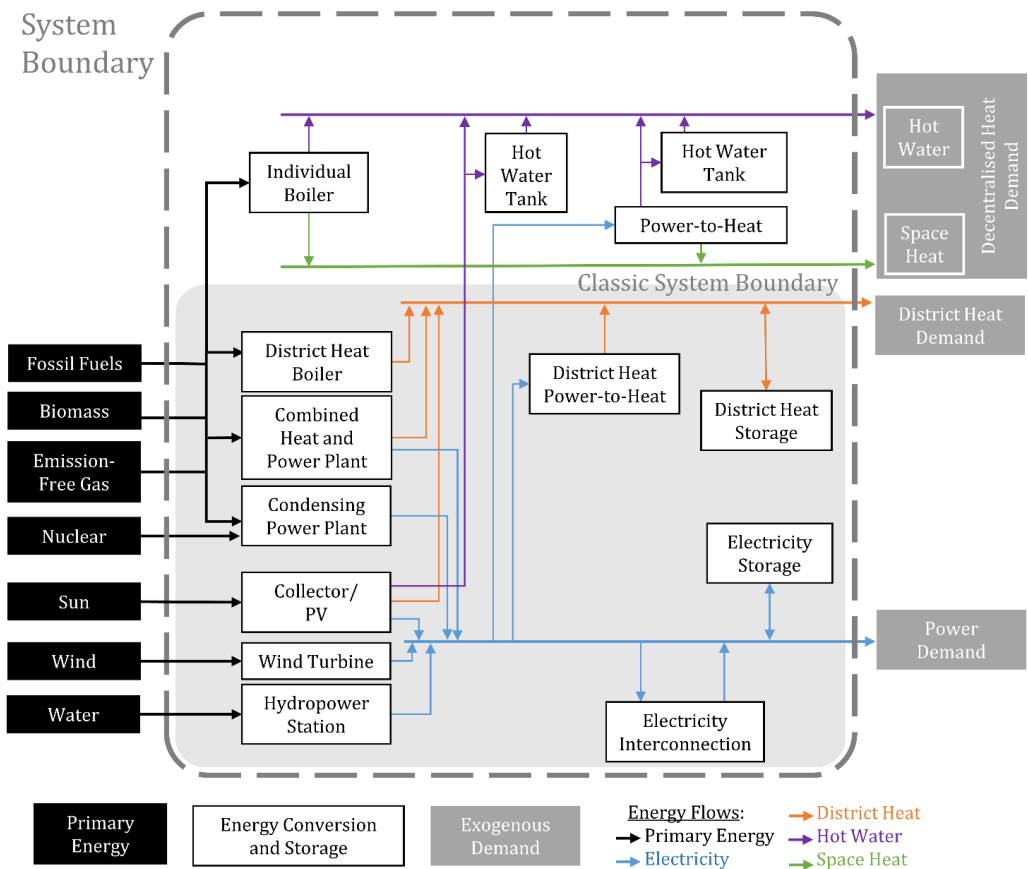 System
Boundary
Hot
Water
Space
Heat
Decentralised Heat
Demand
Individual
Boiler
Hot
Water
Tank
Hot Water
Tank
Power-to-Heat
Classic System Boundary
District Heat
Demand
Fossil Fuels
Biomass
Emission-
Free Gas
Nuclear
Sun
Wind
Water
District Heat
Boiler
Combined
Heat and
Power Plant
Condensing
Power Plant
Collector/
PV
Wind Turbine
Hydropower
Station
District Heat
Power-to-Heat
District Heat
Storage
Electricity
Storage
Electricity
Interconnection
Power
Demand
Primary
Energy
Energy Conversion
and Storage
Exogenous
Demand
Energy Flows:
Primary Energy
Electricity
District Heat
Hot Water
Space Heat